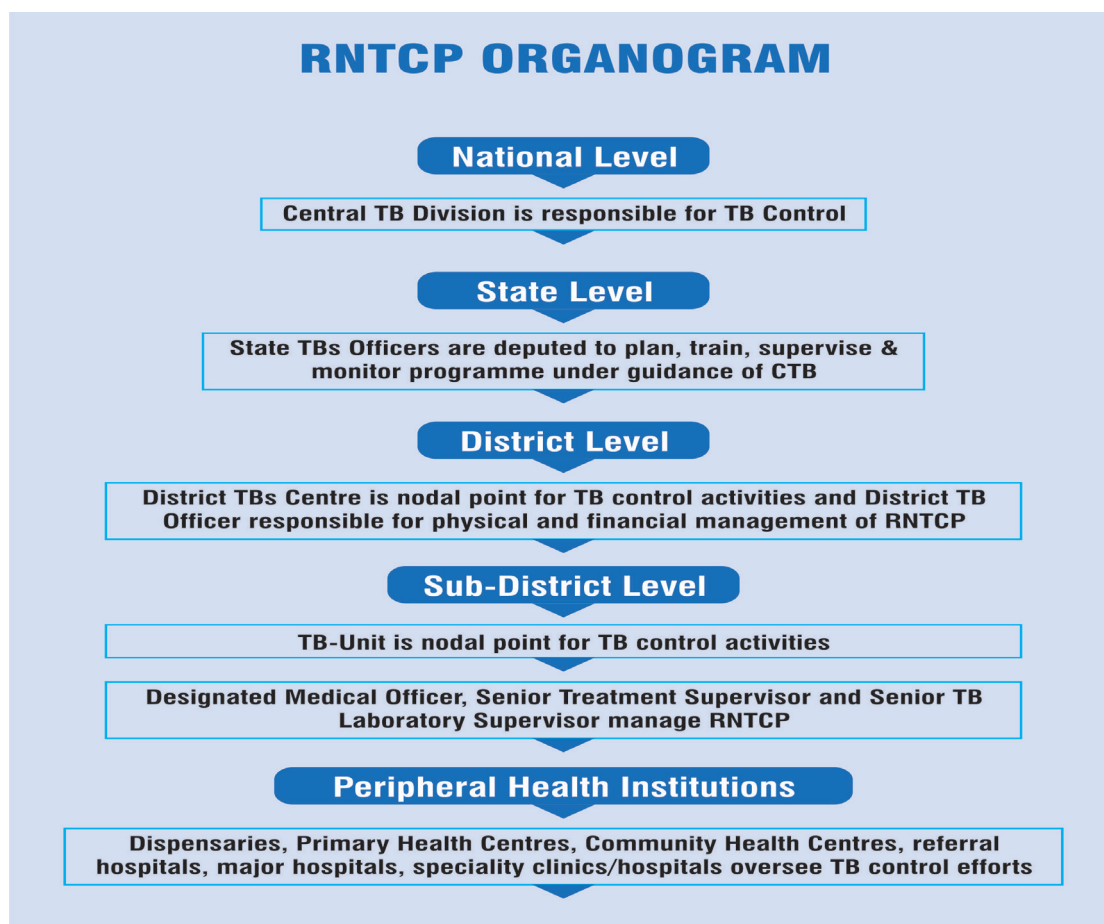 RNTCP ORGANOGRAM
National Level
Central TB Division is responsible for TB Control
State Level
State TBs Officers are deputed to plan, train, supervise &
monitor programme under guidance of CTB
District Level
District TBs Centre is nodal point for TB control activities and District TB
Officer responsible for physical and financial management of RNTCP
Sub-District Level
TB-Unit is nodal point for TB control activities
Designated Medical Officer, Senior Treatment Supervisor and Senior TB
Laboratory Supervisor manage RNTCP
Peripheral Health Institutions
Dispensaries, Primary Health Centres, Community Health Centres, referral
hospitals, major hospitals, speciality clinics/hospitals oversee TB control efforts